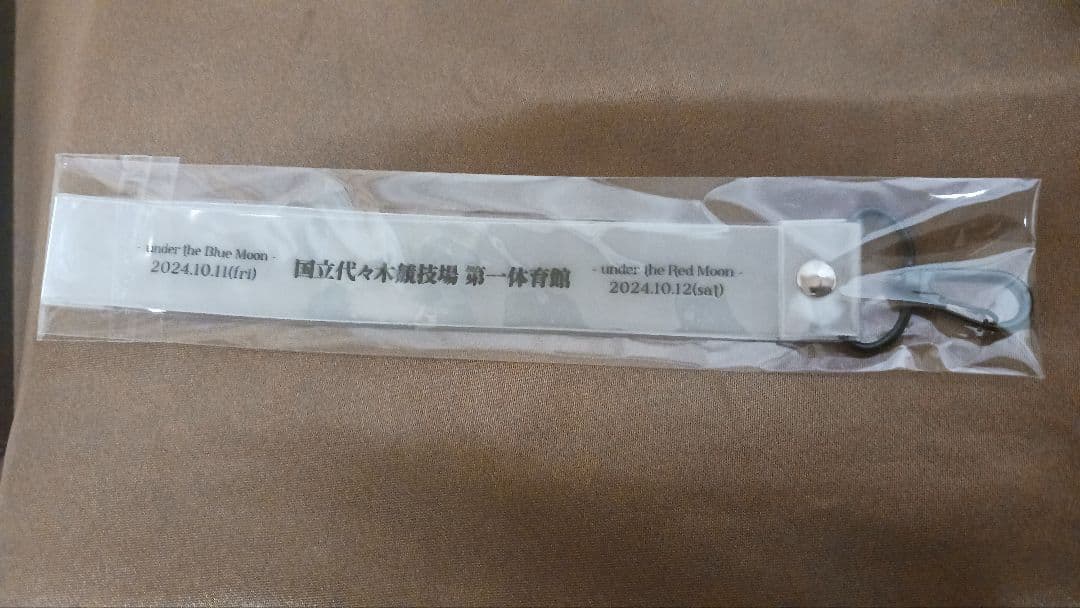 - under the Blue Moon -
2024.10.11(fri)
国立代々木競技場 第一体育館
- under the Red Moon -
2024.10.12(sat)